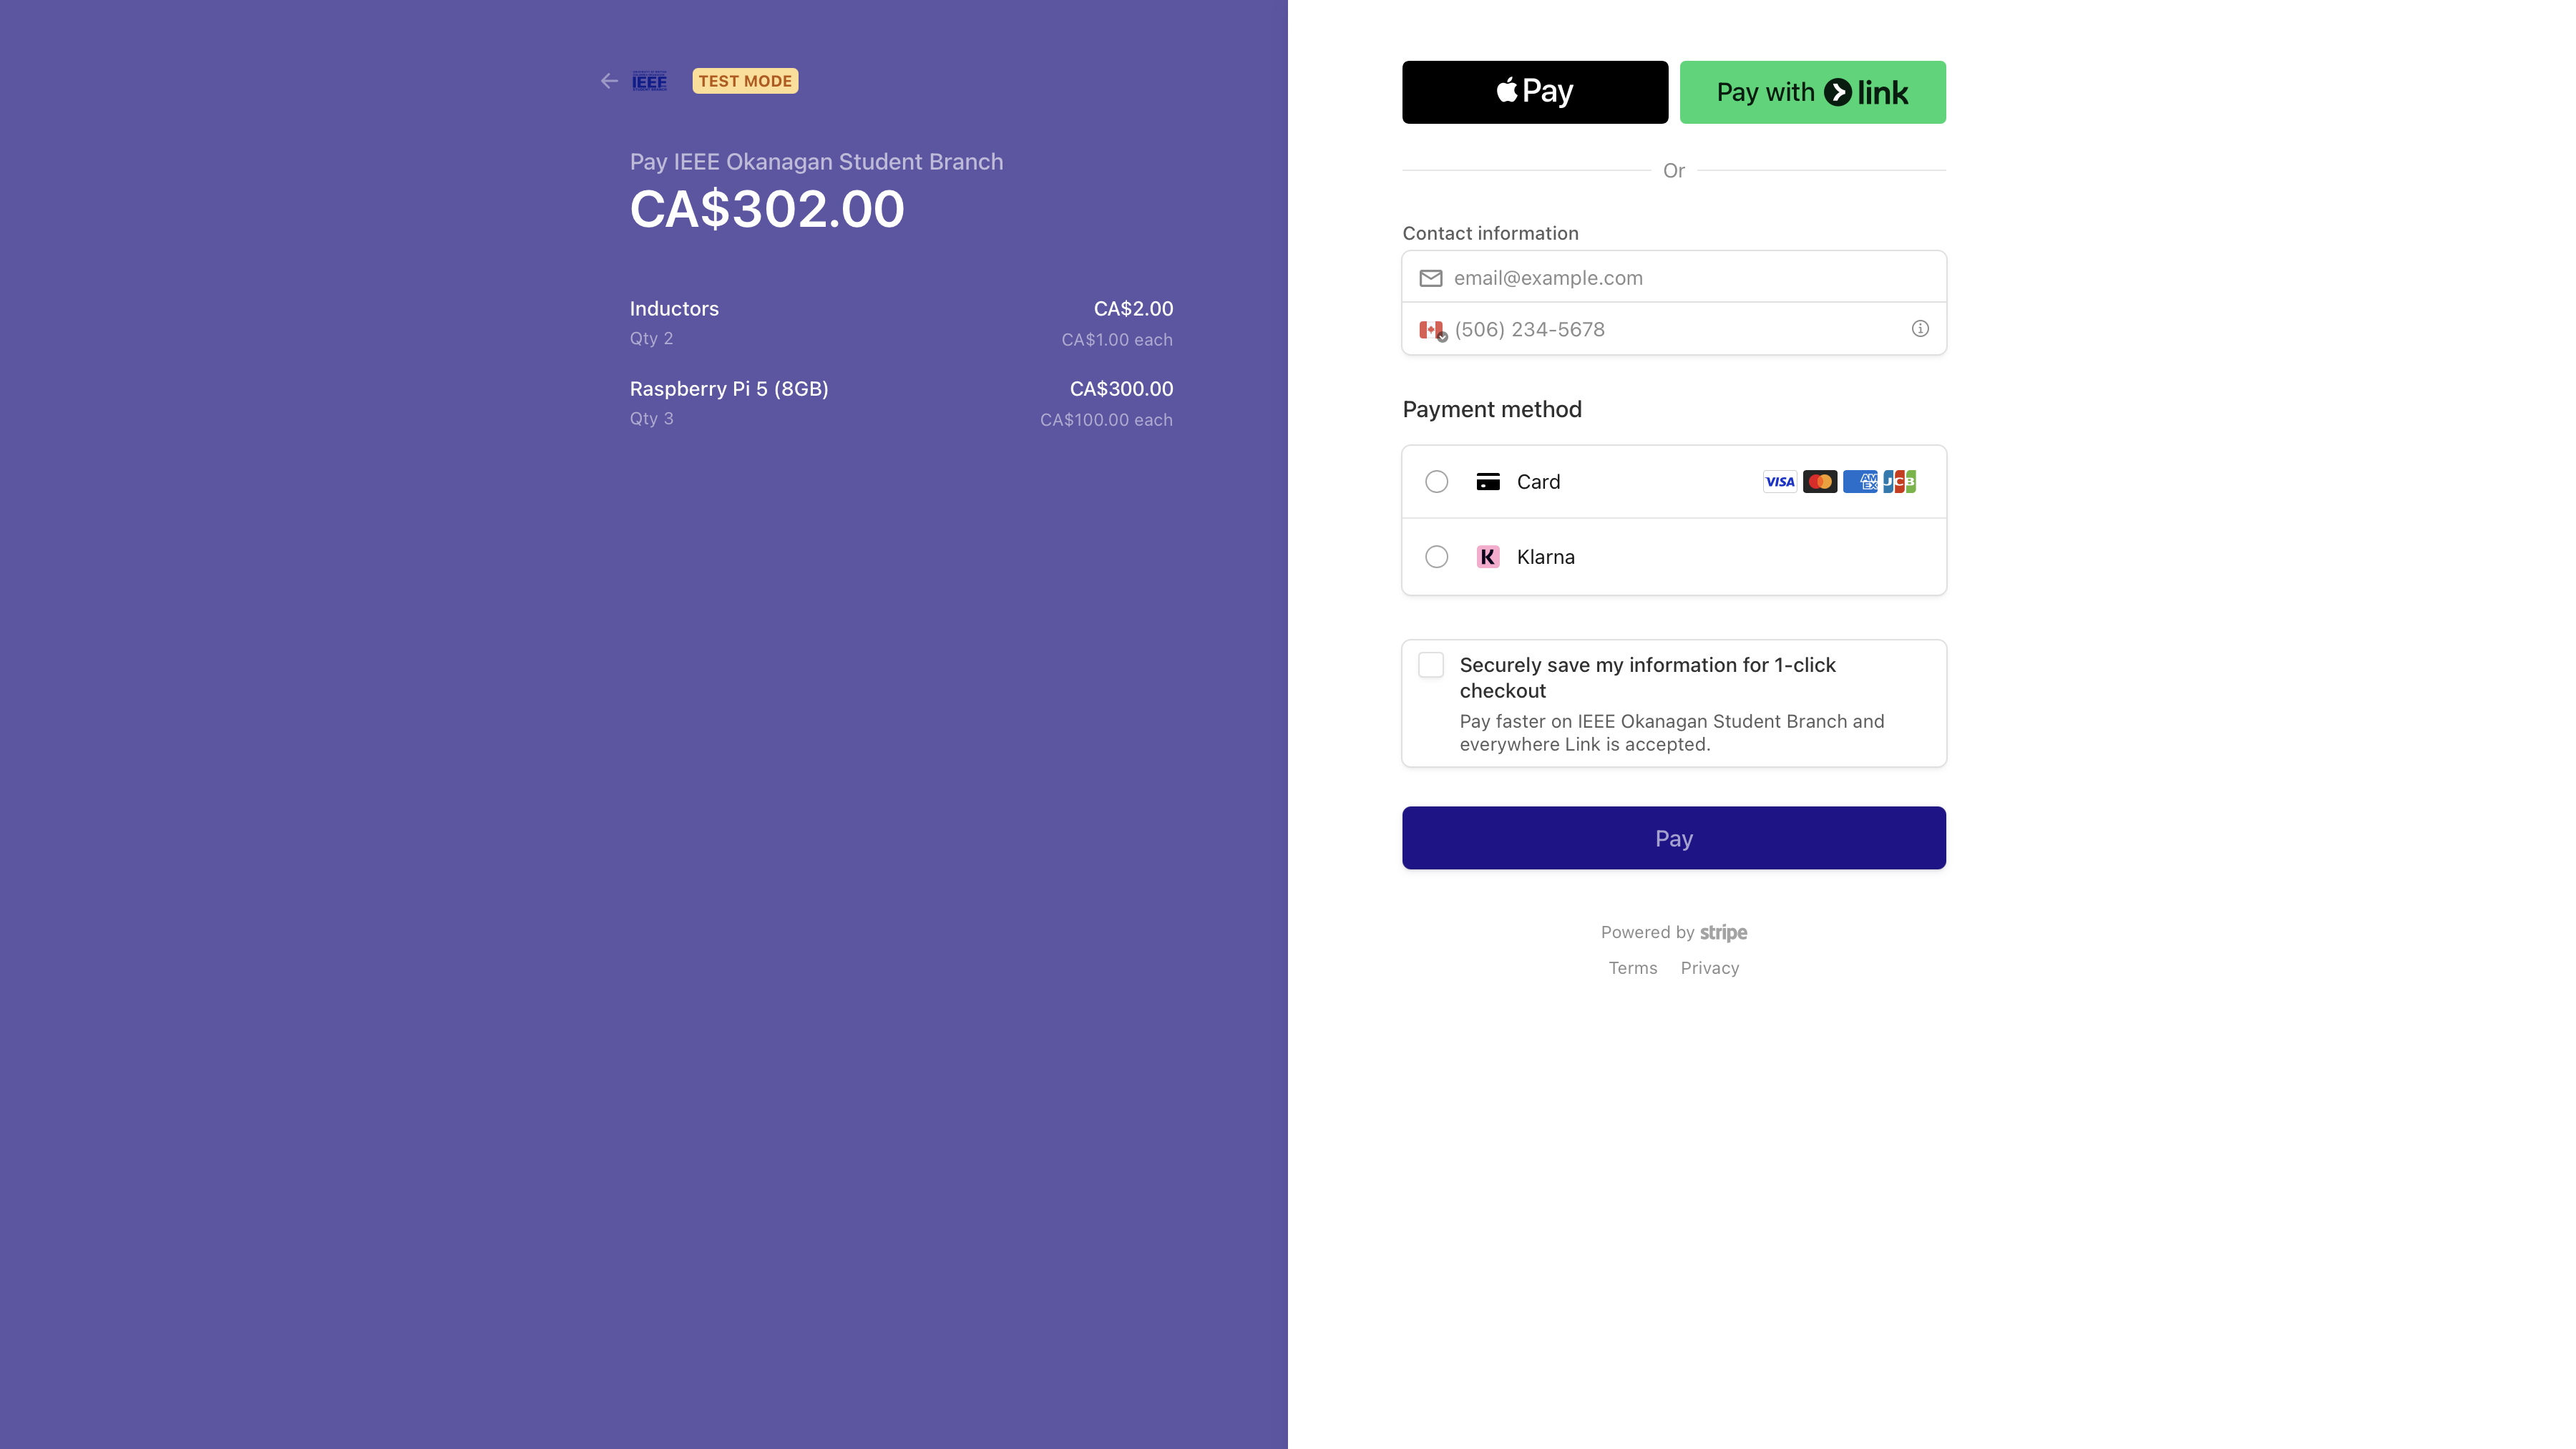 IEEE
TEST MODE
Pay IEEE Okanagan Student Branch
CA$302.00
Inductors CA$2.00
Qty 2 CA$1.00 each
Raspberry Pi 5 (8GB) CA$300.00
Qty 3 CA$100.00 each
Pay
Pay with link
Or
Contact information
email@example.com
(506) 234-5678
Payment method
Card VISA AMEX JCB
K Klarna
Securely save my information for 1-click
checkout
Pay faster on IEEE Okanagan Student Branch and
everywhere Link is accepted.
Pay
Powered by stripe
Terms Privacy